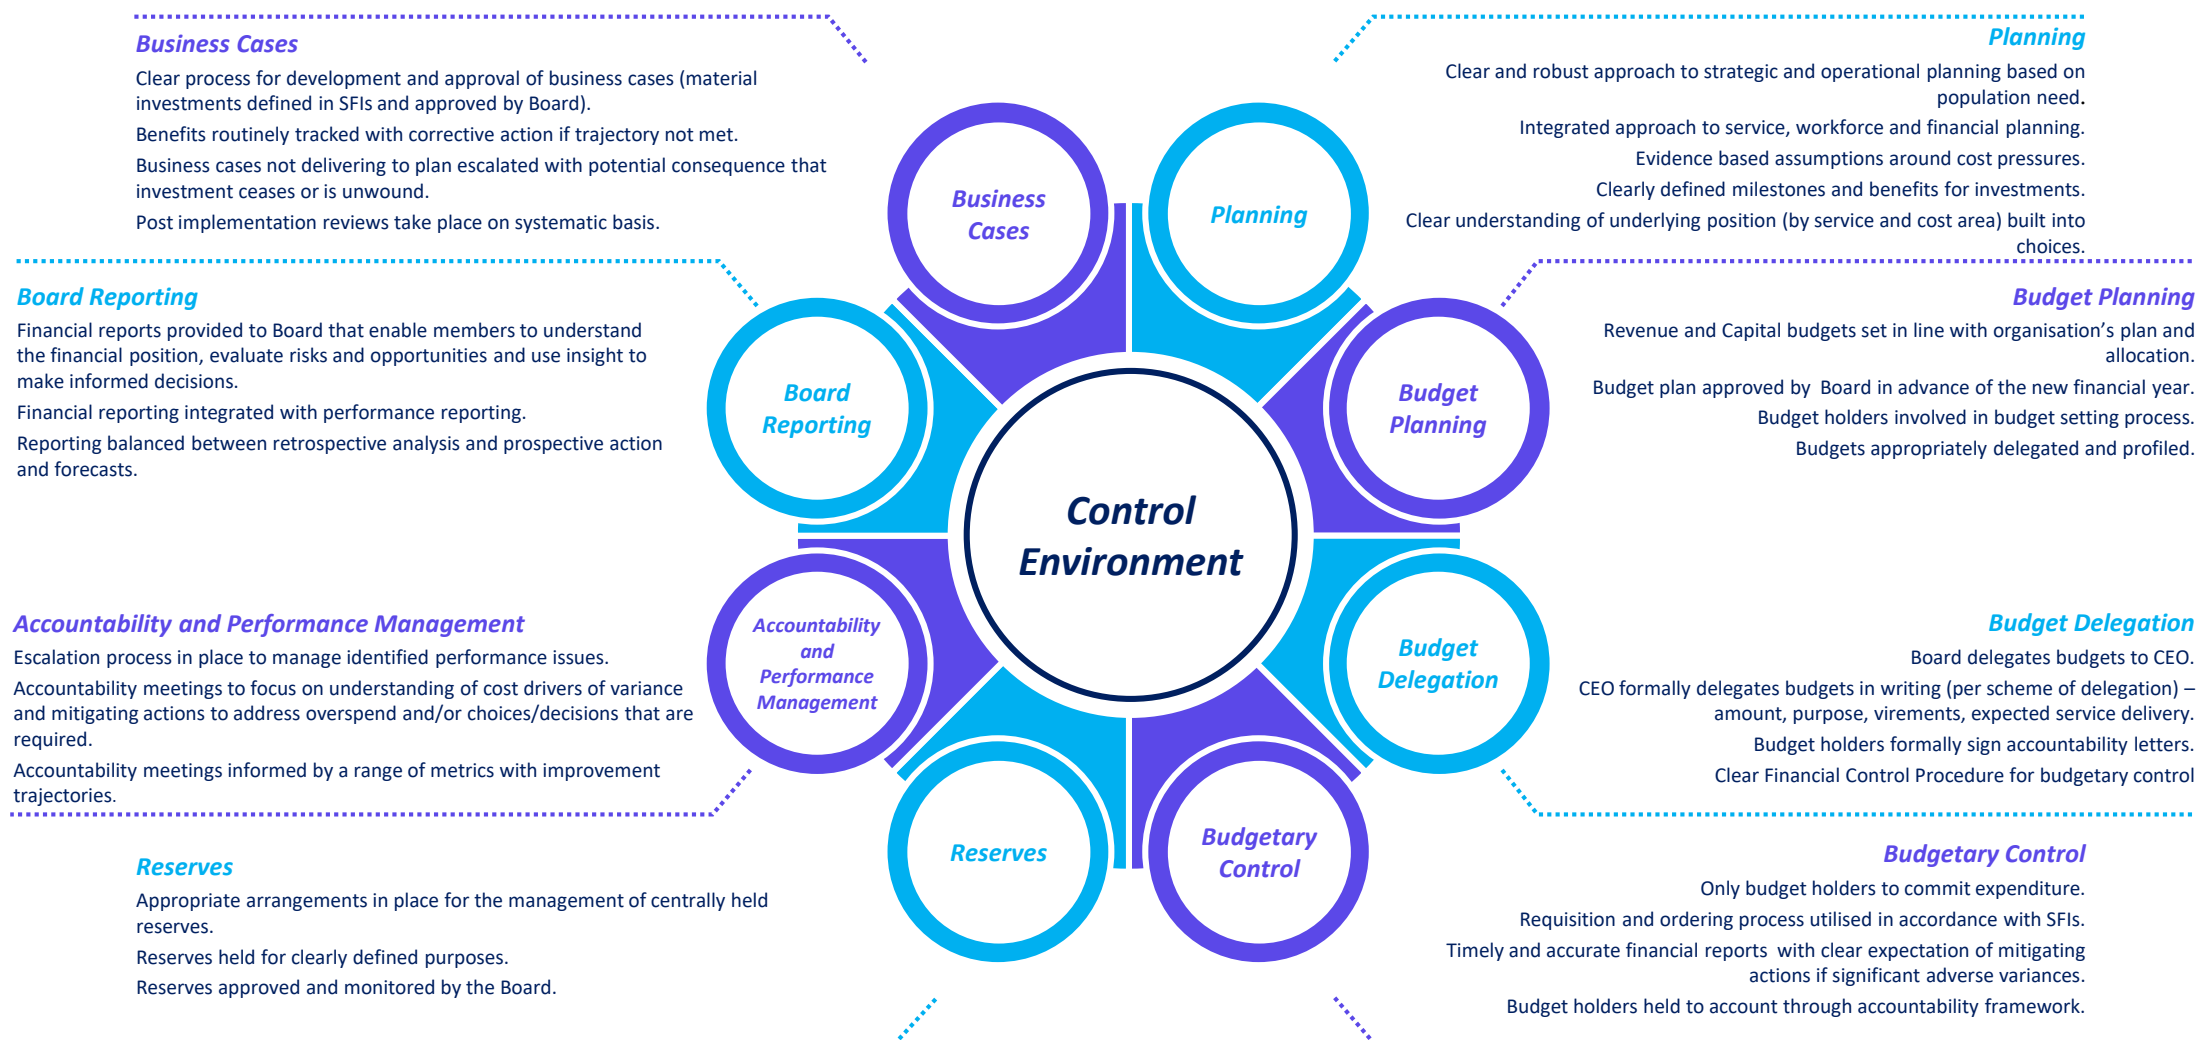 Business Cases
Clear process for development and approval of business cases (material
investments defined in SFIs and approved by Board).
Benefits routinely tracked with corrective action if trajectory not met.
Business cases not delivering to plan escalated with potential consequence that
investment ceases or is unwound.
Post implementation reviews take place on systematic basis.
Board Reporting
Financial reports provided to Board that enable members to understand
the financial position, evaluate risks and opportunities and use insight to
make informed decisions.
Financial reporting integrated with performance reporting.
Reporting balanced between retrospective analysis and prospective action
and forecasts.
Accountability and Performance Management
Escalation process in place to manage identified performance issues.
Accountability meetings to focus on understanding of cost drivers of variance
and mitigating actions to address overspend and/or choices/decisions that are
required.
Accountability meetings informed by a range of metrics with improvement
trajectories.
Reserves
Appropriate arrangements in place for the management of centrally held
reserves.
Reserves held for clearly defined purposes.
Reserves approved and monitored by the Board.
Business
Cases
Planning
Board
Reporting
Budget
Planning
Control
Environment
Accountability
and
Performance
Management
Budget
Delegation
Reserves
Budgetary
Control
Planning
Clear and robust approach to strategic and operational planning based on
population need.
Integrated approach to service, workforce and financial planning.
Evidence based assumptions around cost pressures.
Clearly defined milestones and benefits for investments.
Clear understanding of underlying position (by service and cost area) built into
choices.
Budget Planning
Revenue and Capital budgets set in line with organisation’s plan and
allocation.
Budget plan approved by Board in advance of the new financial year.
Budget holders involved in budget setting process.
Budgets appropriately delegated and profiled.
Budget Delegation
Board delegates budgets to CEO.
CEO formally delegates budgets in writing (per scheme of delegation) –
amount, purpose, virements, expected service delivery.
Budget holders formally sign accountability letters.
Clear Financial Control Procedure for budgetary control
Budgetary Control
Only budget holders to commit expenditure.
Requisition and ordering process utilised in accordance with SFIs.
Timely and accurate financial reports with clear expectation of mitigating
actions if significant adverse variances.
Budget holders held to account through accountability framework.